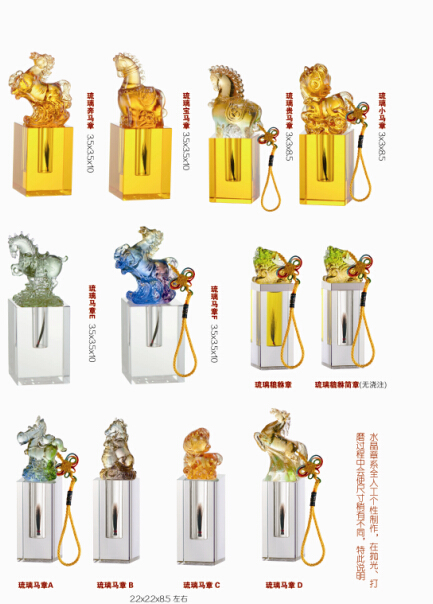 琉璃奔马章
3.5x3.5x10
琉璃宝马章
3.5x3.5x10
琉璃贵马章
3x3x8.5
琉璃小马章
3x3x8.5
琉璃马章E
3.5x3.5x10
琉璃马章F
3.5x3.5x10
琉璃貔貅章
琉璃貔貅简章(无浇注)
琉璃马章A
琉璃马章 B
琉璃马章 C
琉璃马章 D
2.2x2.2x8.5 左右
水晶章系全人工个性制作，在抛光、打
磨过程中会使尺寸稍有不同，特此说明